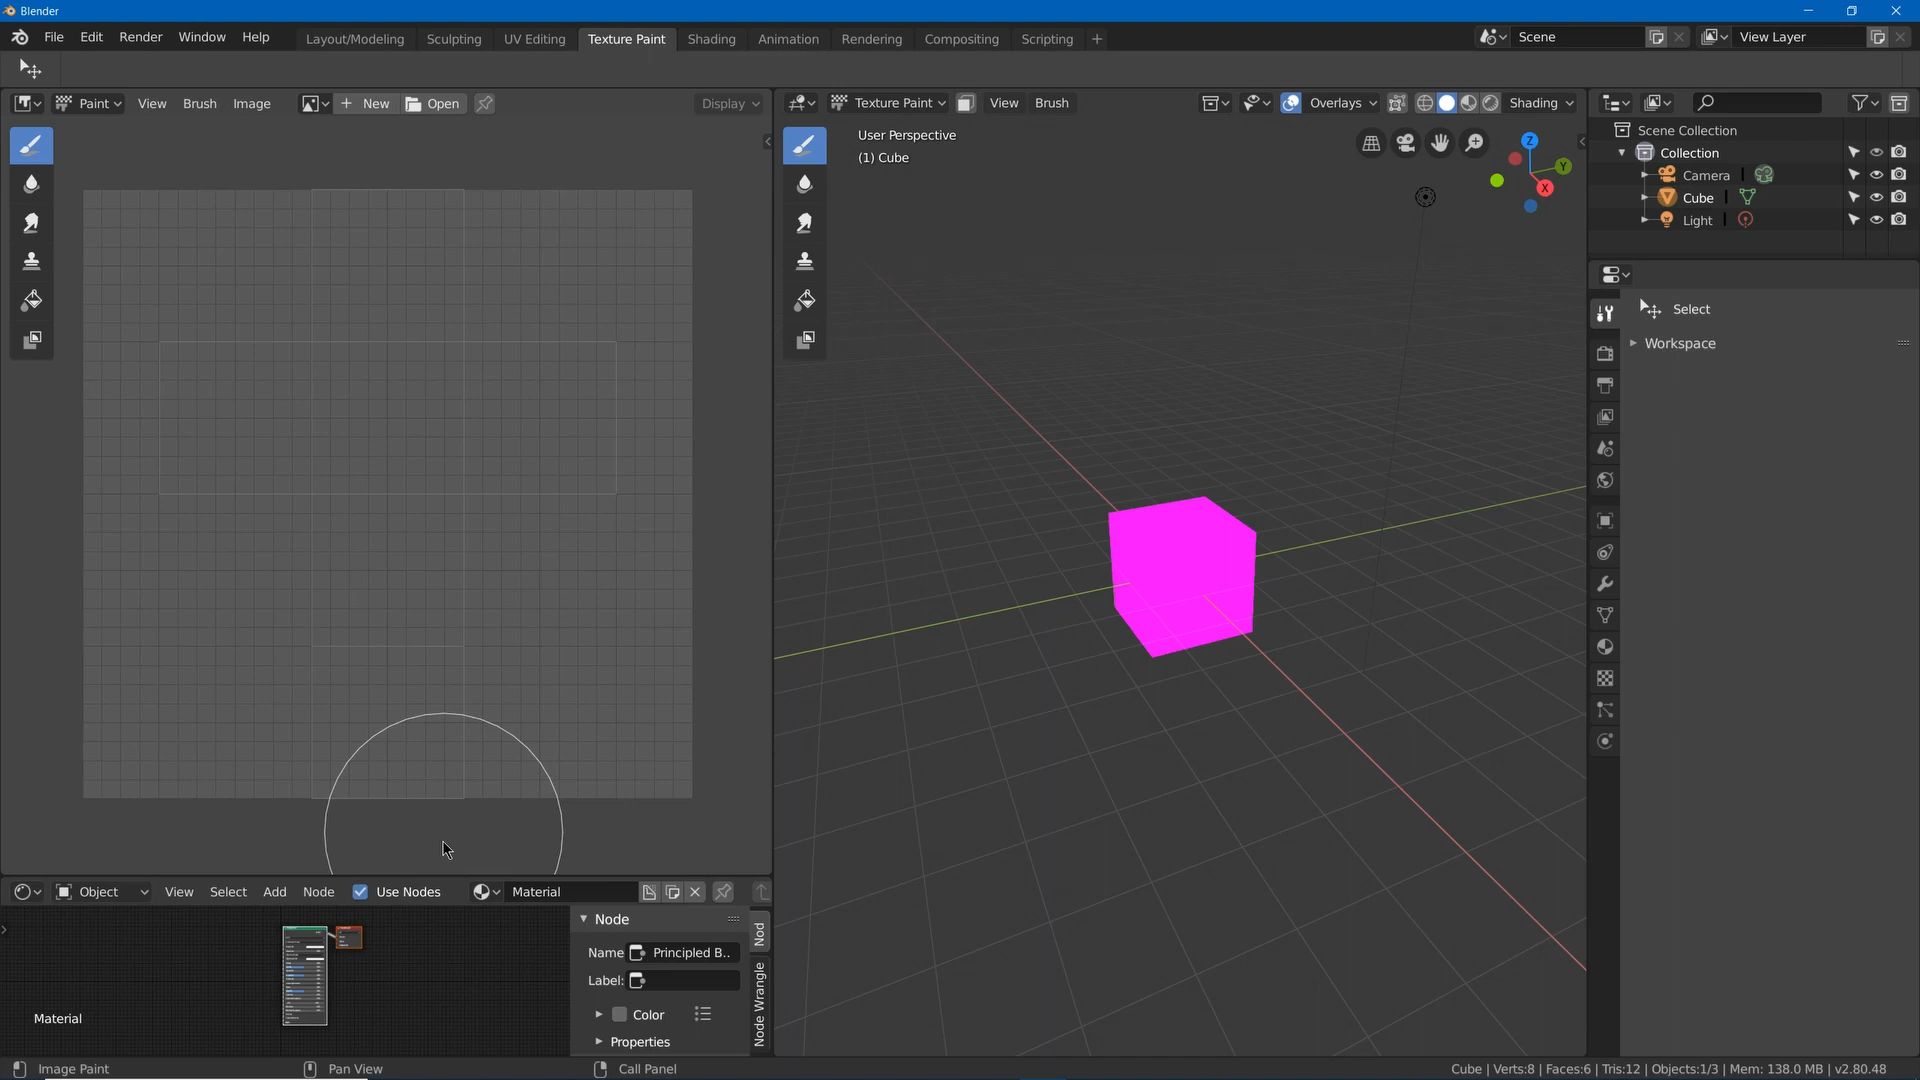 Blender
File Edit Render Window Help Layout/Modeling Sculpting UV Editing Texture Paint Shading Animation Rendering Compositing Scripting + Scene View Layer
Paint View Brush Image + New Open Display
Texture Paint View Brush Overlays Shading
User Perspective
(1) Cube
Z
Y
X
Scene Collection
Collection
Camera
Cube
Light
Select
Workspace
Object View Select Add Node Use Nodes Material
Node
Name Principled B..
Label:
Color
Properties
Nod
Node Wrangle
Material
Image Paint Pan View Call Panel Cube | Verts:8 | Faces:6 | Tris:12 | Objects:1/3 | Mem: 138.0 MB | v2.80.48